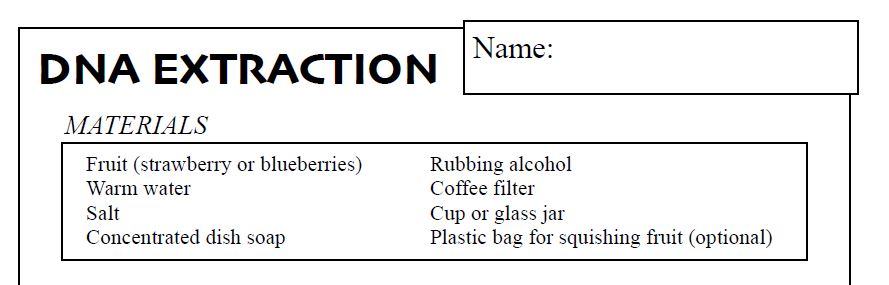 DNA EXTRACTION
Name:
MATERIALS
Fruit (strawberry or blueberries)
Warm water
Salt
Concentrated dish soap
Rubbing alcohol
Coffee filter
Cup or glass jar
Plastic bag for squishing fruit (optional)